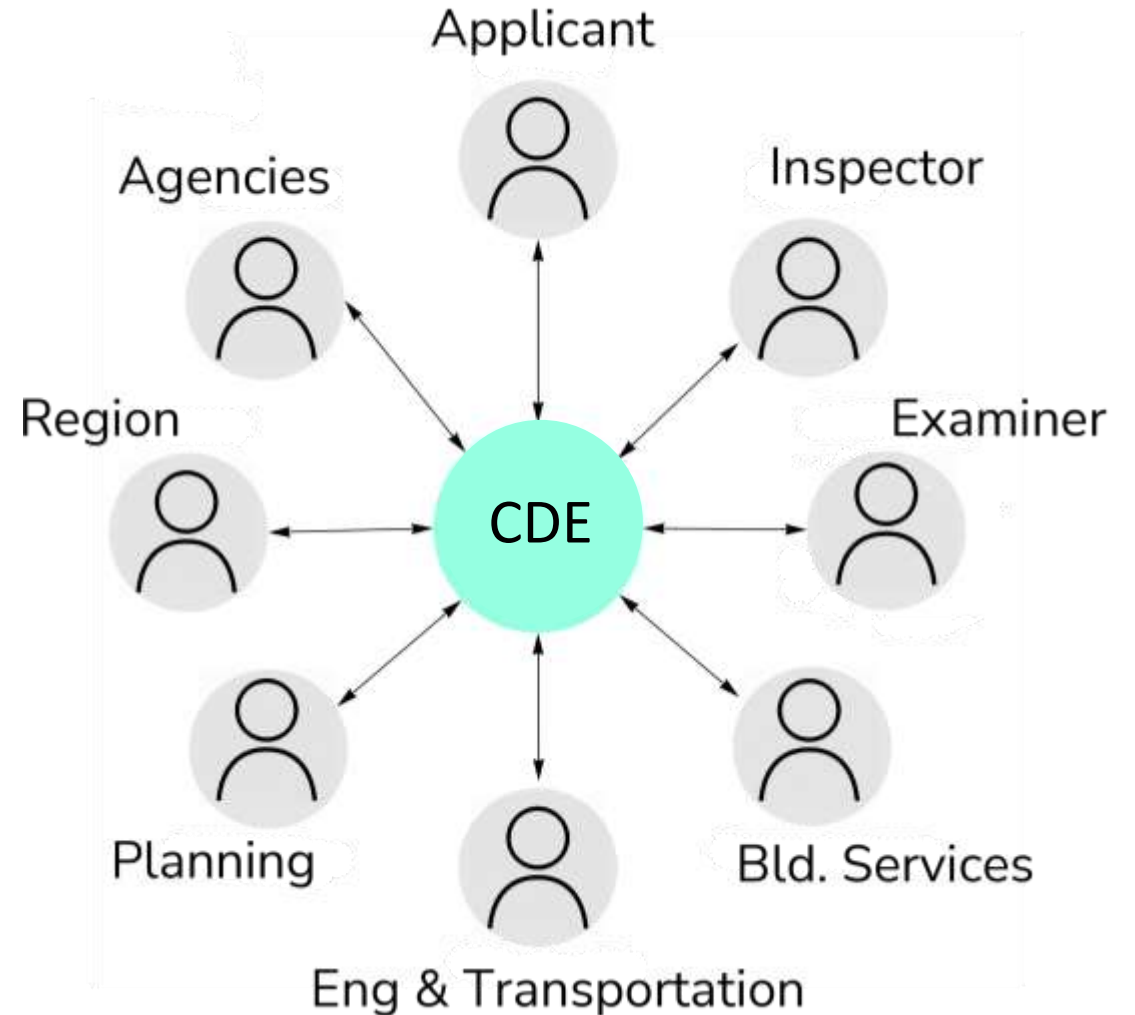 Applicant
Agencies
Inspector
Region
Examiner
CDE
Planning
Bld. Services
Eng & Transportation